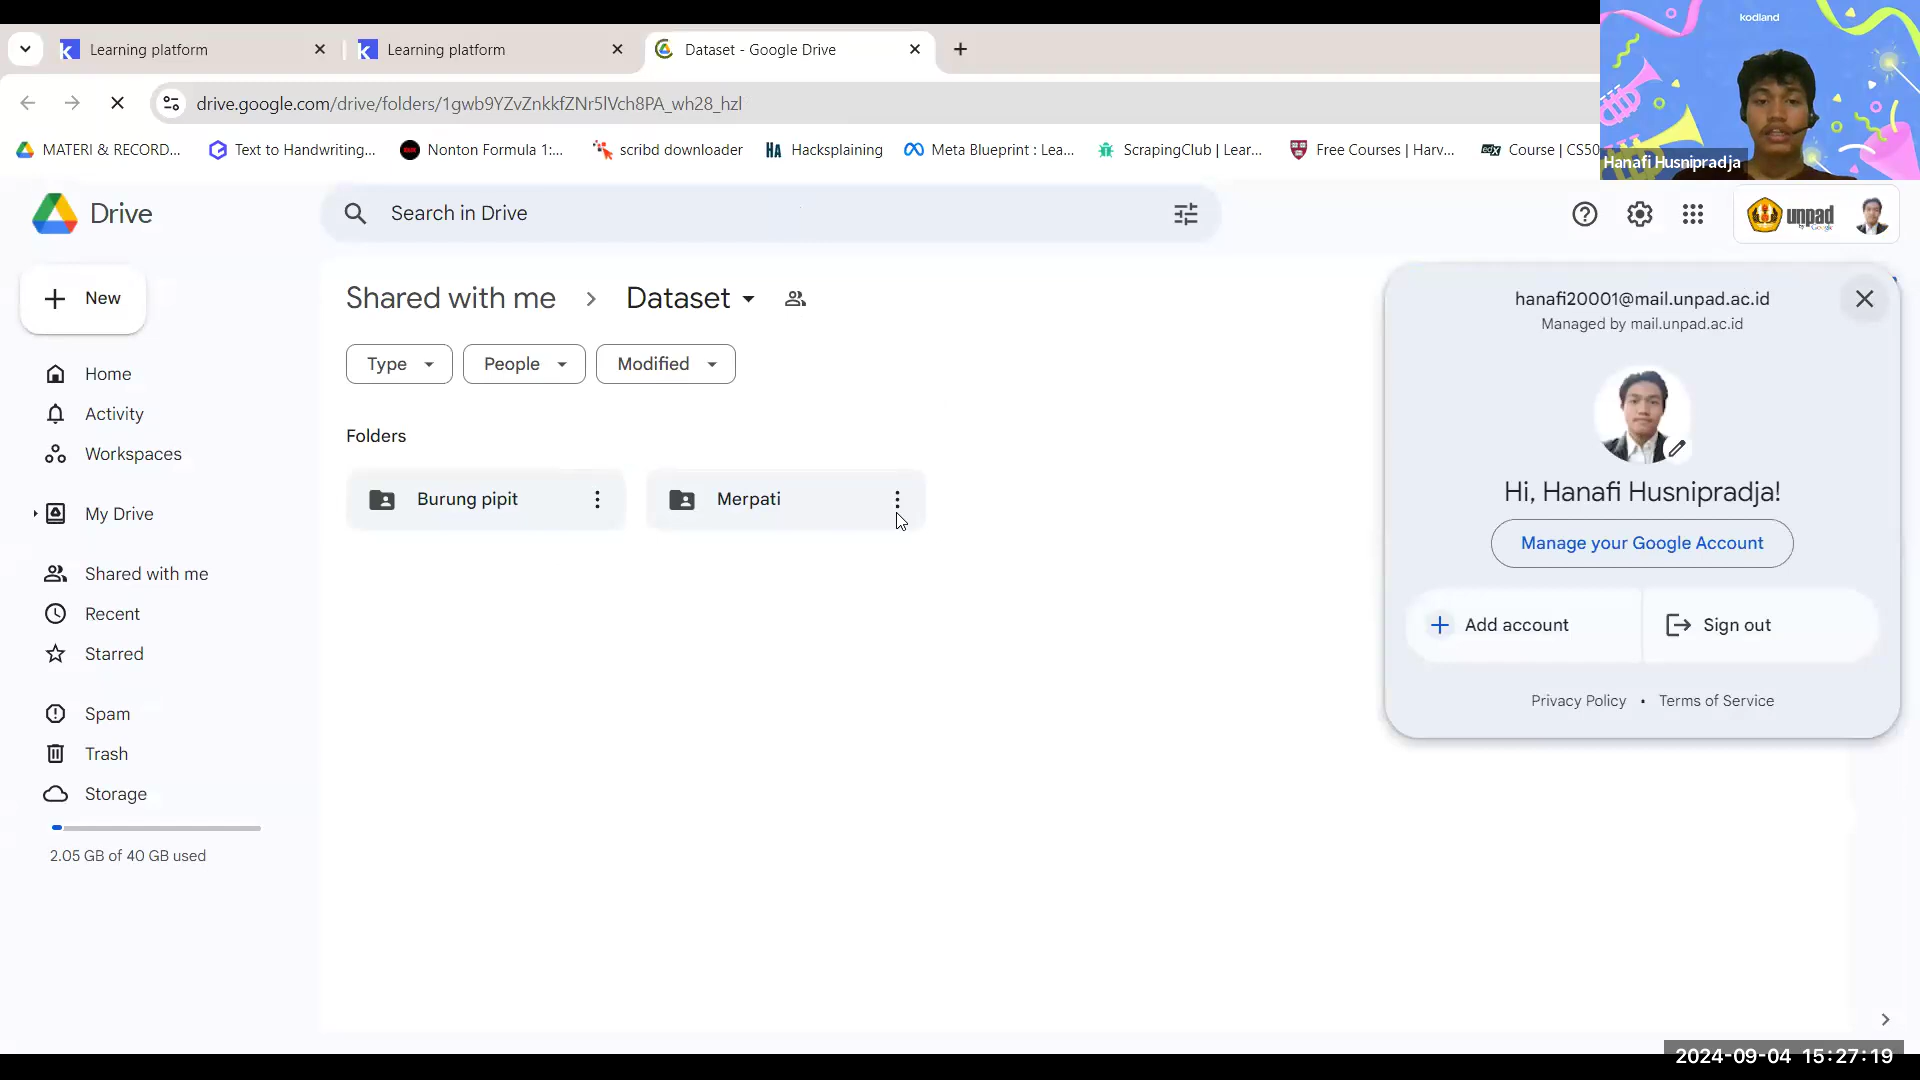 Learning platform
Learning platform
Dataset - Google Drive
kodland
drive.google.com/drive/folders/1gwb9YZvZnkkfZNr5lVch8PA_wh28_hzl
MATERI & RECORD...
Text to Handwriting...
Nonton Formula 1:...
scribd downloader
HA Hacksplaining
Meta Blueprint : Lea...
ScrapingClub | Lear...
Free Courses | Harv...
edX Course | CS50
Hanafi Husnipradja
Drive
Search in Drive
unpad
by Google
New
Shared with me
Dataset
hanafi20001@mail.unpad.ac.id
Managed by mail.unpad.ac.id
Home
Activity
Workspaces
Type
People
Modified
Folders
Burung pipit
Merpati
Hi, Hanafi Husnipradja!
Manage your Google Account
Add account
Sign out
Privacy Policy • Terms of Service
My Drive
Shared with me
Recent
Starred
Spam
Trash
Storage
2.05 GB of 40 GB used
2024-09-04 15:27:19